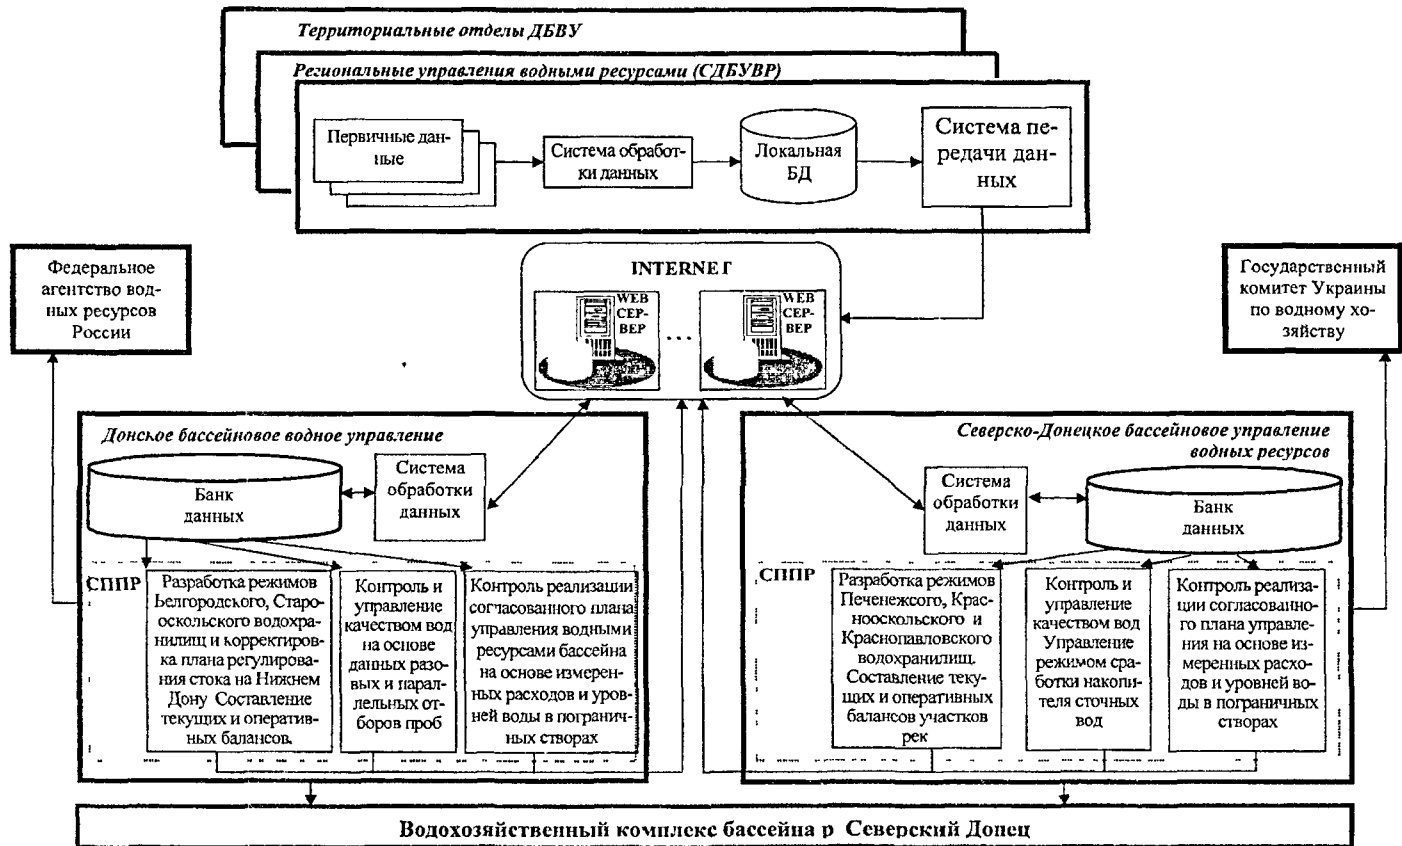 Территориальные отделы ДБВУ
Региональные управления водными ресурсами (СДБУВР)
Первичные дан-
ные
Система обработ-
ки данных
Локальная
БД
Система пе-
редачи дан-
ных
Федеральное
агентство вод-
ных ресурсов
России
INTERNET
WEB
СЕР-
ВЕР
...
WEB
СЕР-
ВЕР
Государственный
комитет Украины
по водному хо-
зяйству
Донское бассейновое водное управление
Банк
данных
Система
обработки
данных
СППР
Разработка режимов
Белгородского, Старо-
оскольского водохра-
нилищ и корректиров-
ка плана регулирова-
ния стока на Нижнем
Дону Составление
текущих и оператив-
ных балансов.
Контроль и
управление
качеством вод
на основе
данных разо-
вых и парал-
лельных от-
боров проб
Контроль реализации
согласованного плана
управления водными
ресурсами бассейна
на основе измерен-
ных расходов и уров-
ней воды в погранич-
ных створах
Северско-Донецкое бассейновое управление
водных ресурсов
Система
обработки
данных
Банк
данных
СППР
Разработка режимов
Печенежсого, Крас-
нооскольского и
Краснопавловского
водохранилищ.
Составление теку-
щих и оперативных
балансов участков
рек
Контроль и
управление
качеством вод
Управление
режимом сра-
ботки накопи-
теля сточных
вод
Контроль реализа-
ции согласованно-
го плана управле-
ния на основе из-
меренных расхо-
дов и уровней во-
ды в пограничных
створах
Водохозяйственный комплекс бассейна р Северский Донец